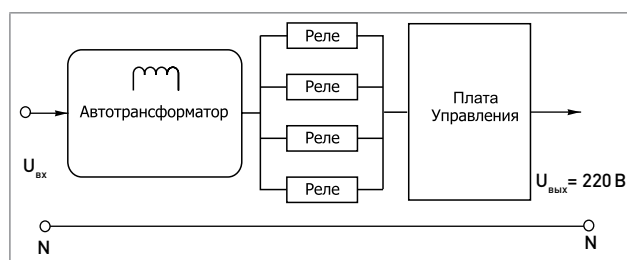 Автотрансформатор
Реле
Реле
Реле
Реле
Плата
Управления
Uвх
Uвых= 220 В
N
N